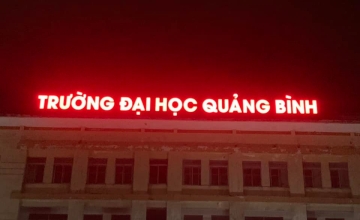 TRƯỜNG ĐẠI HỌC QUẢNG BÌNH